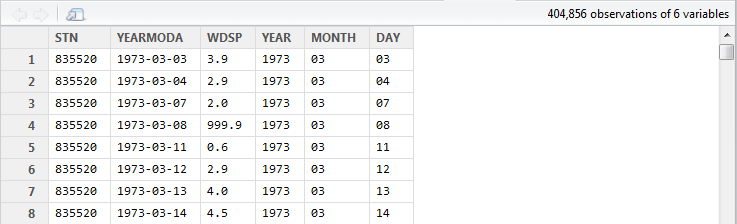 404,856 observations of 6 variables
STN YEARMODA WDSP YEAR MONTH DAY
1 835520 1973-03-03 3.9 1973 03 03
2 835520 1973-03-04 2.9 1973 03 04
3 835520 1973-03-07 2.0 1973 03 07
4 835520 1973-03-08 999.9 1973 03 08
5 835520 1973-03-11 0.6 1973 03 11
6 835520 1973-03-12 2.9 1973 03 12
7 835520 1973-03-13 4.0 1973 03 13
8 835520 1973-03-14 4.5 1973 03 14